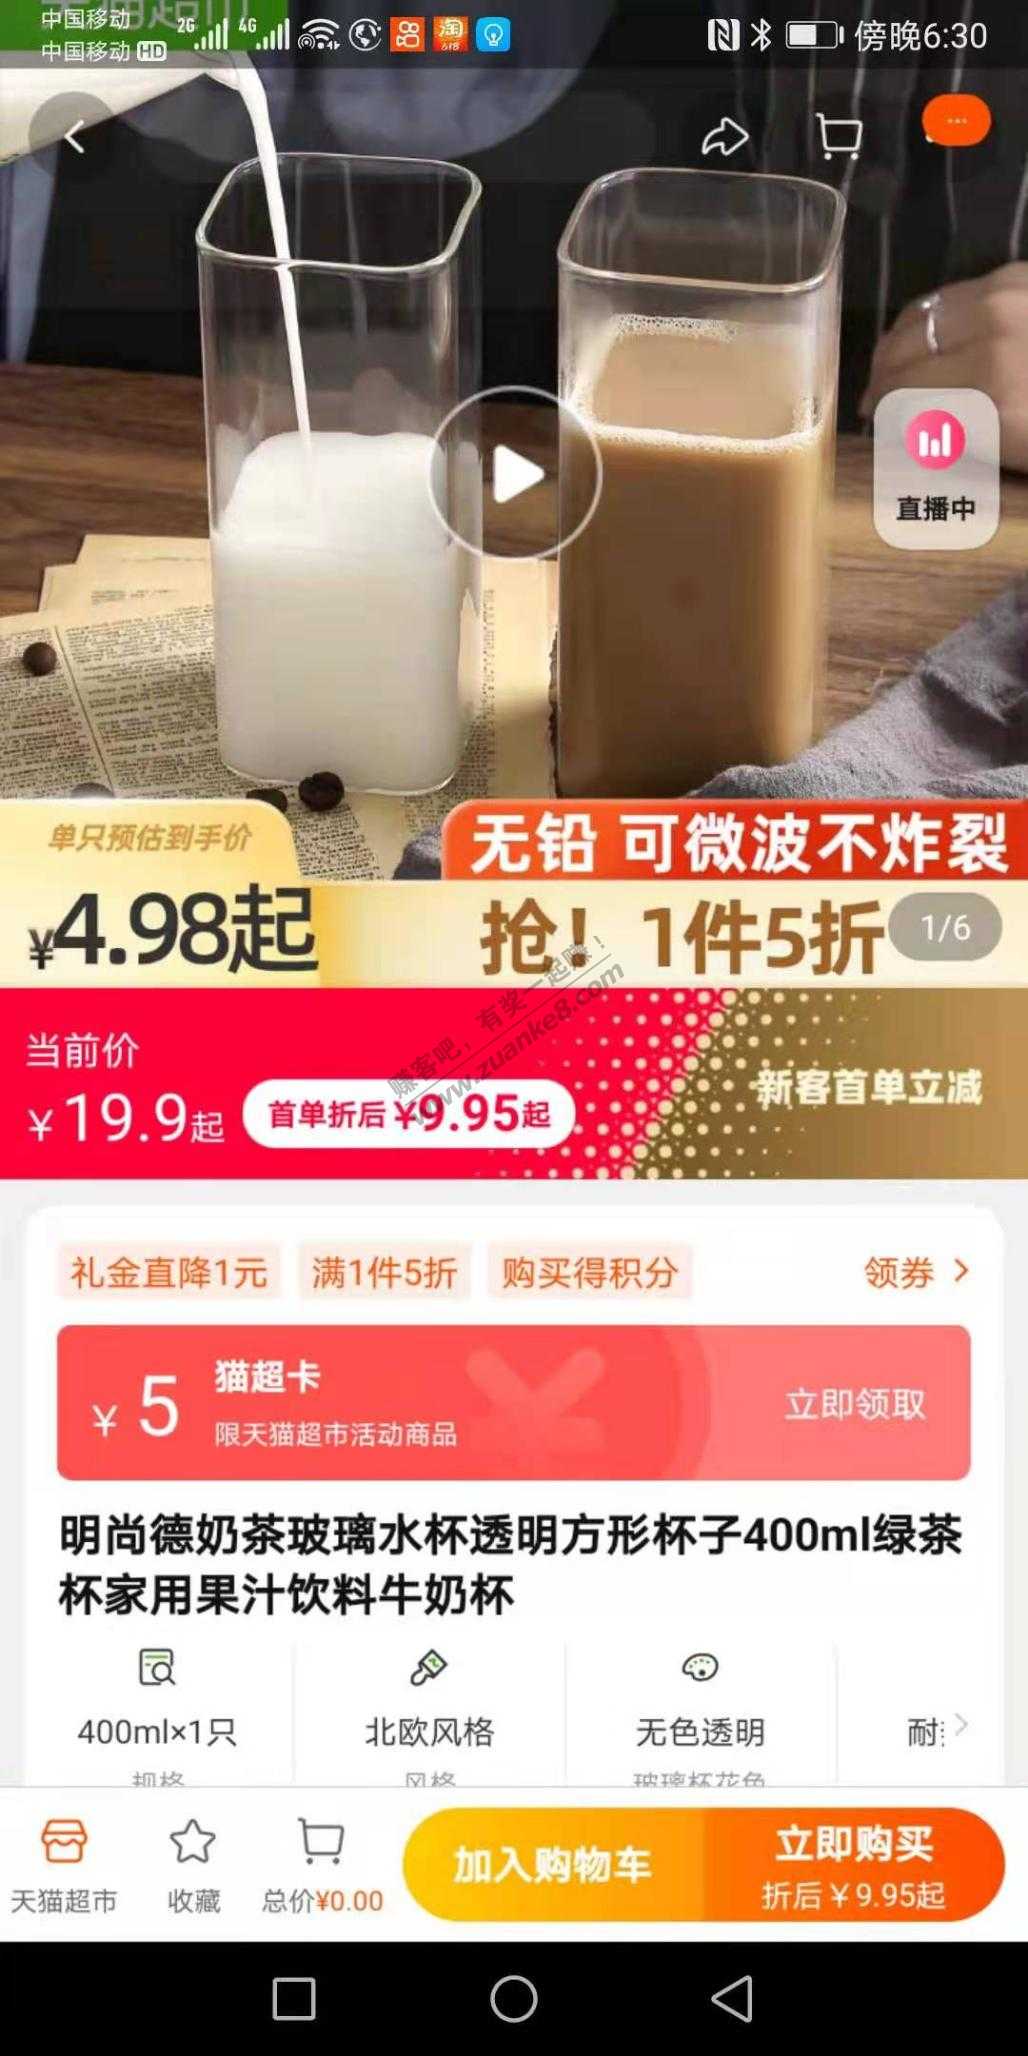 中国移动
中国移动 HD
2G
4G
淘
618
傍晚6:30
直播中
单只预估到手价
¥4.98起
无铅 可微波不炸裂
抢！1件5折
1/6
赚客吧，有奖一起赚！
www.zuanke8.com
当前价
¥19.9起
首单折后 ¥9.95起
新客首单立减
礼金直降1元
满1件5折
购买得积分
领券
¥ 5
猫超卡
限天猫超市活动商品
立即领取
明尚德奶茶玻璃水杯透明方形杯子400ml绿茶
杯家用果汁饮料牛奶杯
400ml×1只
北欧风格
无色透明
规格
风格
玻璃杯花色
天猫超市
收藏
总价¥0.00
加入购物车
立即购买
折后¥9.95起